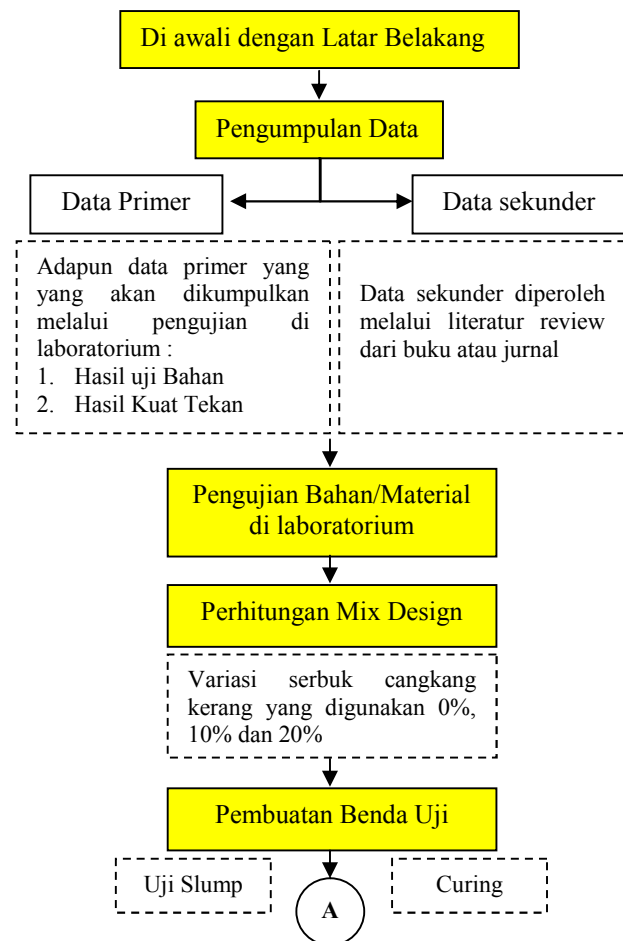 Di awali dengan Latar Belakang
Pengumpulan Data
Data Primer
Data sekunder
Adapun data primer yang
yang akan dikumpulkan
melalui pengujian di
laboratorium :
1. Hasil uji Bahan
2. Hasil Kuat Tekan
Data sekunder diperoleh
melalui literatur review
dari buku atau jurnal
Pengujian Bahan/Material
di laboratorium
Perhitungan Mix Design
Variasi serbuk cangkang
kerang yang digunakan 0%,
10% dan 20%
Pembuatan Benda Uji
Uji Slump
A
Curing